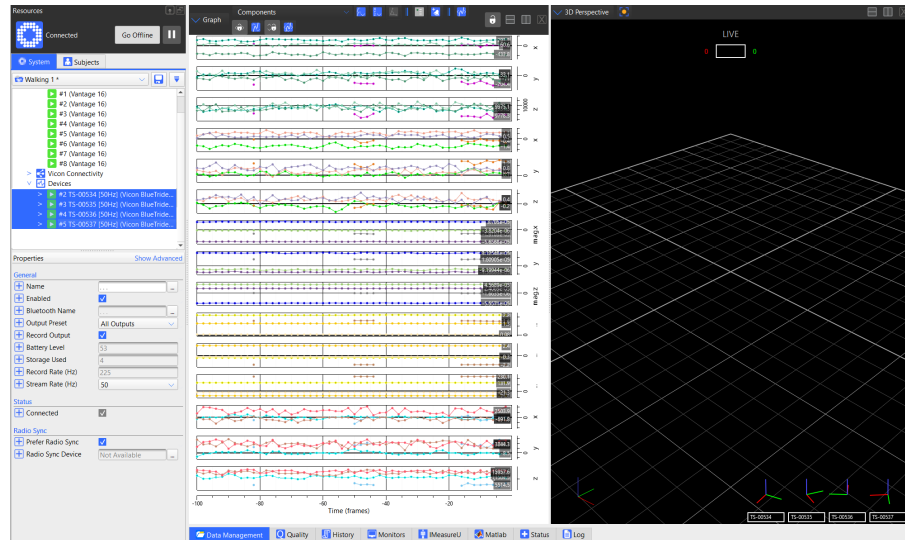 Resources
Connected
Go Offline
System
Subjects
Walking 1 *
#1 (Vantage 16)
#2 (Vantage 16)
#3 (Vantage 16)
#4 (Vantage 16)
#5 (Vantage 16)
#6 (Vantage 16)
#7 (Vantage 16)
#8 (Vantage 16)
Vicon Connectivity
Devices
#2 TS-00534 [50Hz] (Vicon BlueTride...
#3 TS-00535 [50Hz] (Vicon BlueTride...
#4 TS-00536 [50Hz] (Vicon BlueTride...
#5 TS-00537 [50Hz] (Vicon BlueTride...
Properties
Show Advanced
General
Name
Enabled
Bluetooth Name
Output Preset
All Outputs
Record Output
Battery Level
53
Storage Used
4
Record Rate (Hz)
225
Stream Rate (Hz)
50
Status
Connected
Radio Sync
Prefer Radio Sync
Radio Sync Device
Not Available
Graph
Components
x
y
z
x
y
z
magx
y
magz
x
y
z
-100
-80
-60
-40
-20
Time (frames)
3D Perspective
LIVE
0
0
TS-00534
TS-00535
TS-00536
TS-00537
Data Management
Quality
History
Monitors
IMeasureU
Matlab
Status
Log